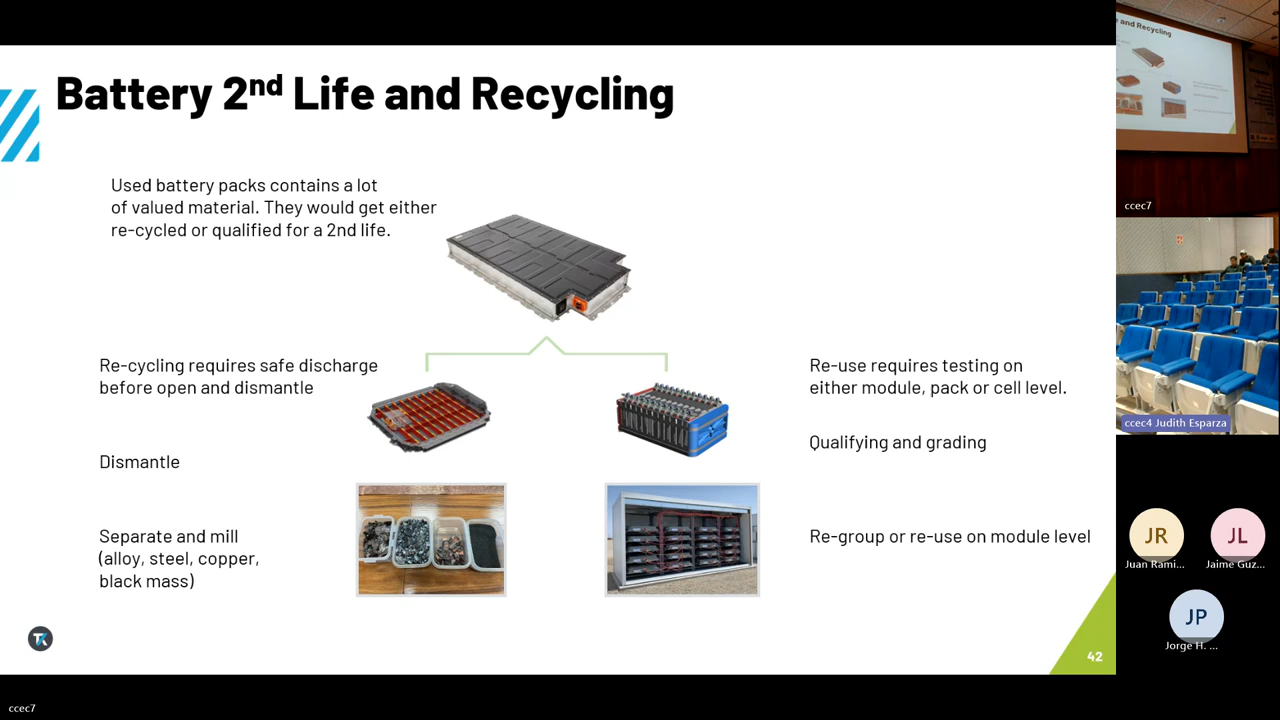 Battery 2nd Life and Recycling
Used battery packs contains a lot
of valued material. They would get either
re-cycled or qualified for a 2nd life.
Re-cycling requires safe discharge
before open and dismantle
Dismantle
Separate and mill
(alloy, steel, copper,
black mass)
Re-use requires testing on
either module, pack or cell level.
Qualifying and grading
Re-group or re-use on module level
TK
42
ccec7
e and Recycling
ccec7
ccec4 Judith Esparza
JR
Juan Rami...
JL
Jaime Guz...
JP
Jorge H. ...